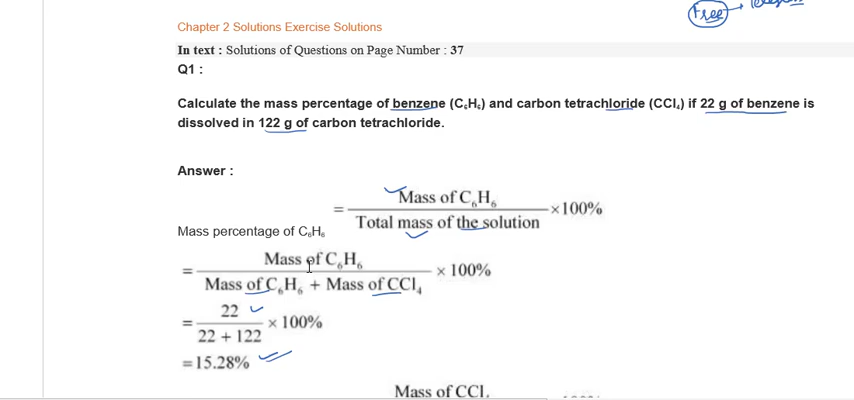 Free
Chapter 2 Solutions Exercise Solutions
In text : Solutions of Questions on Page Number : 37
Q1 :
Calculate the mass percentage of benzene (C₆H₆) and carbon tetrachloride (CCl₄) if 22 g of benzene is
dissolved in 122 g of carbon tetrachloride.
Answer :
Mass percentage of C₆H₆ = Mass of C₆H₆ / Total mass of the solution ×100%
= Mass of C₆H₆ / Mass of C₆H₆ + Mass of CCl₄ × 100%
= 22 / 22 + 122 × 100%
=15.28%
Mass of CCl